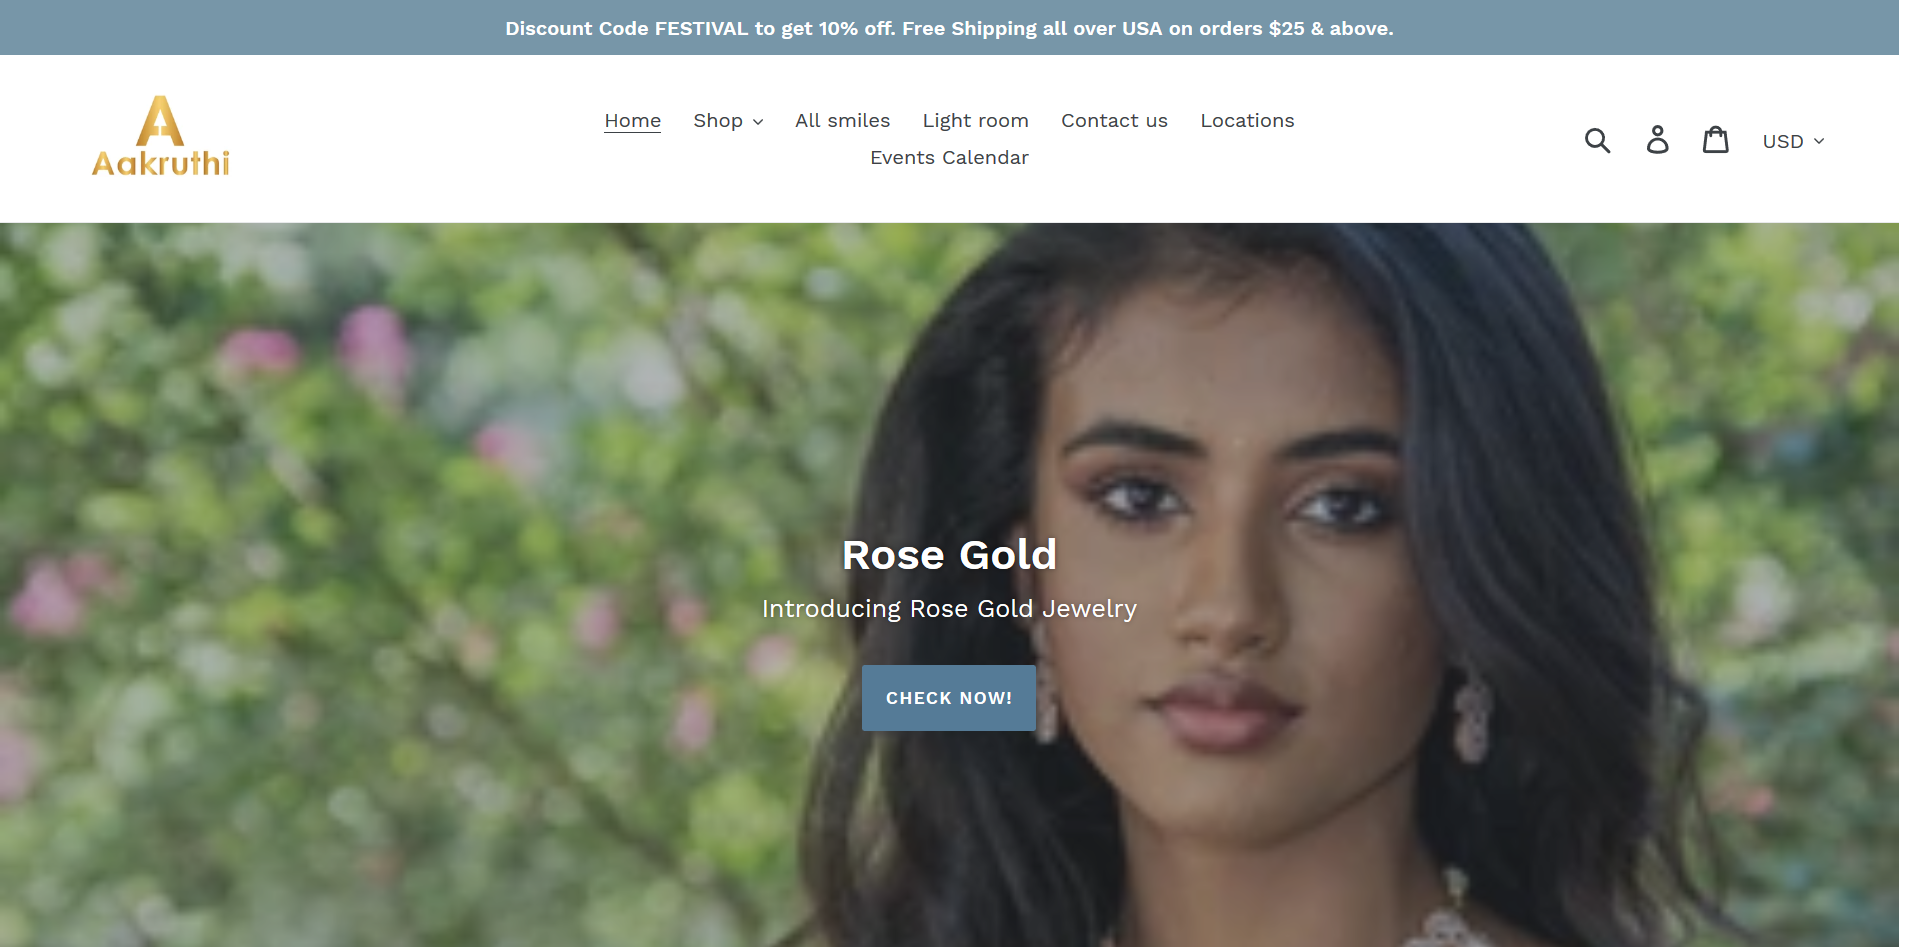 Discount Code FESTIVAL to get 10% off. Free Shipping all over USA on orders $25 & above.
A
Aakruthi
Home Shop All smiles Light room Contact us Locations
Events Calendar
USD
Rose Gold
Introducing Rose Gold Jewelry
CHECK NOW!